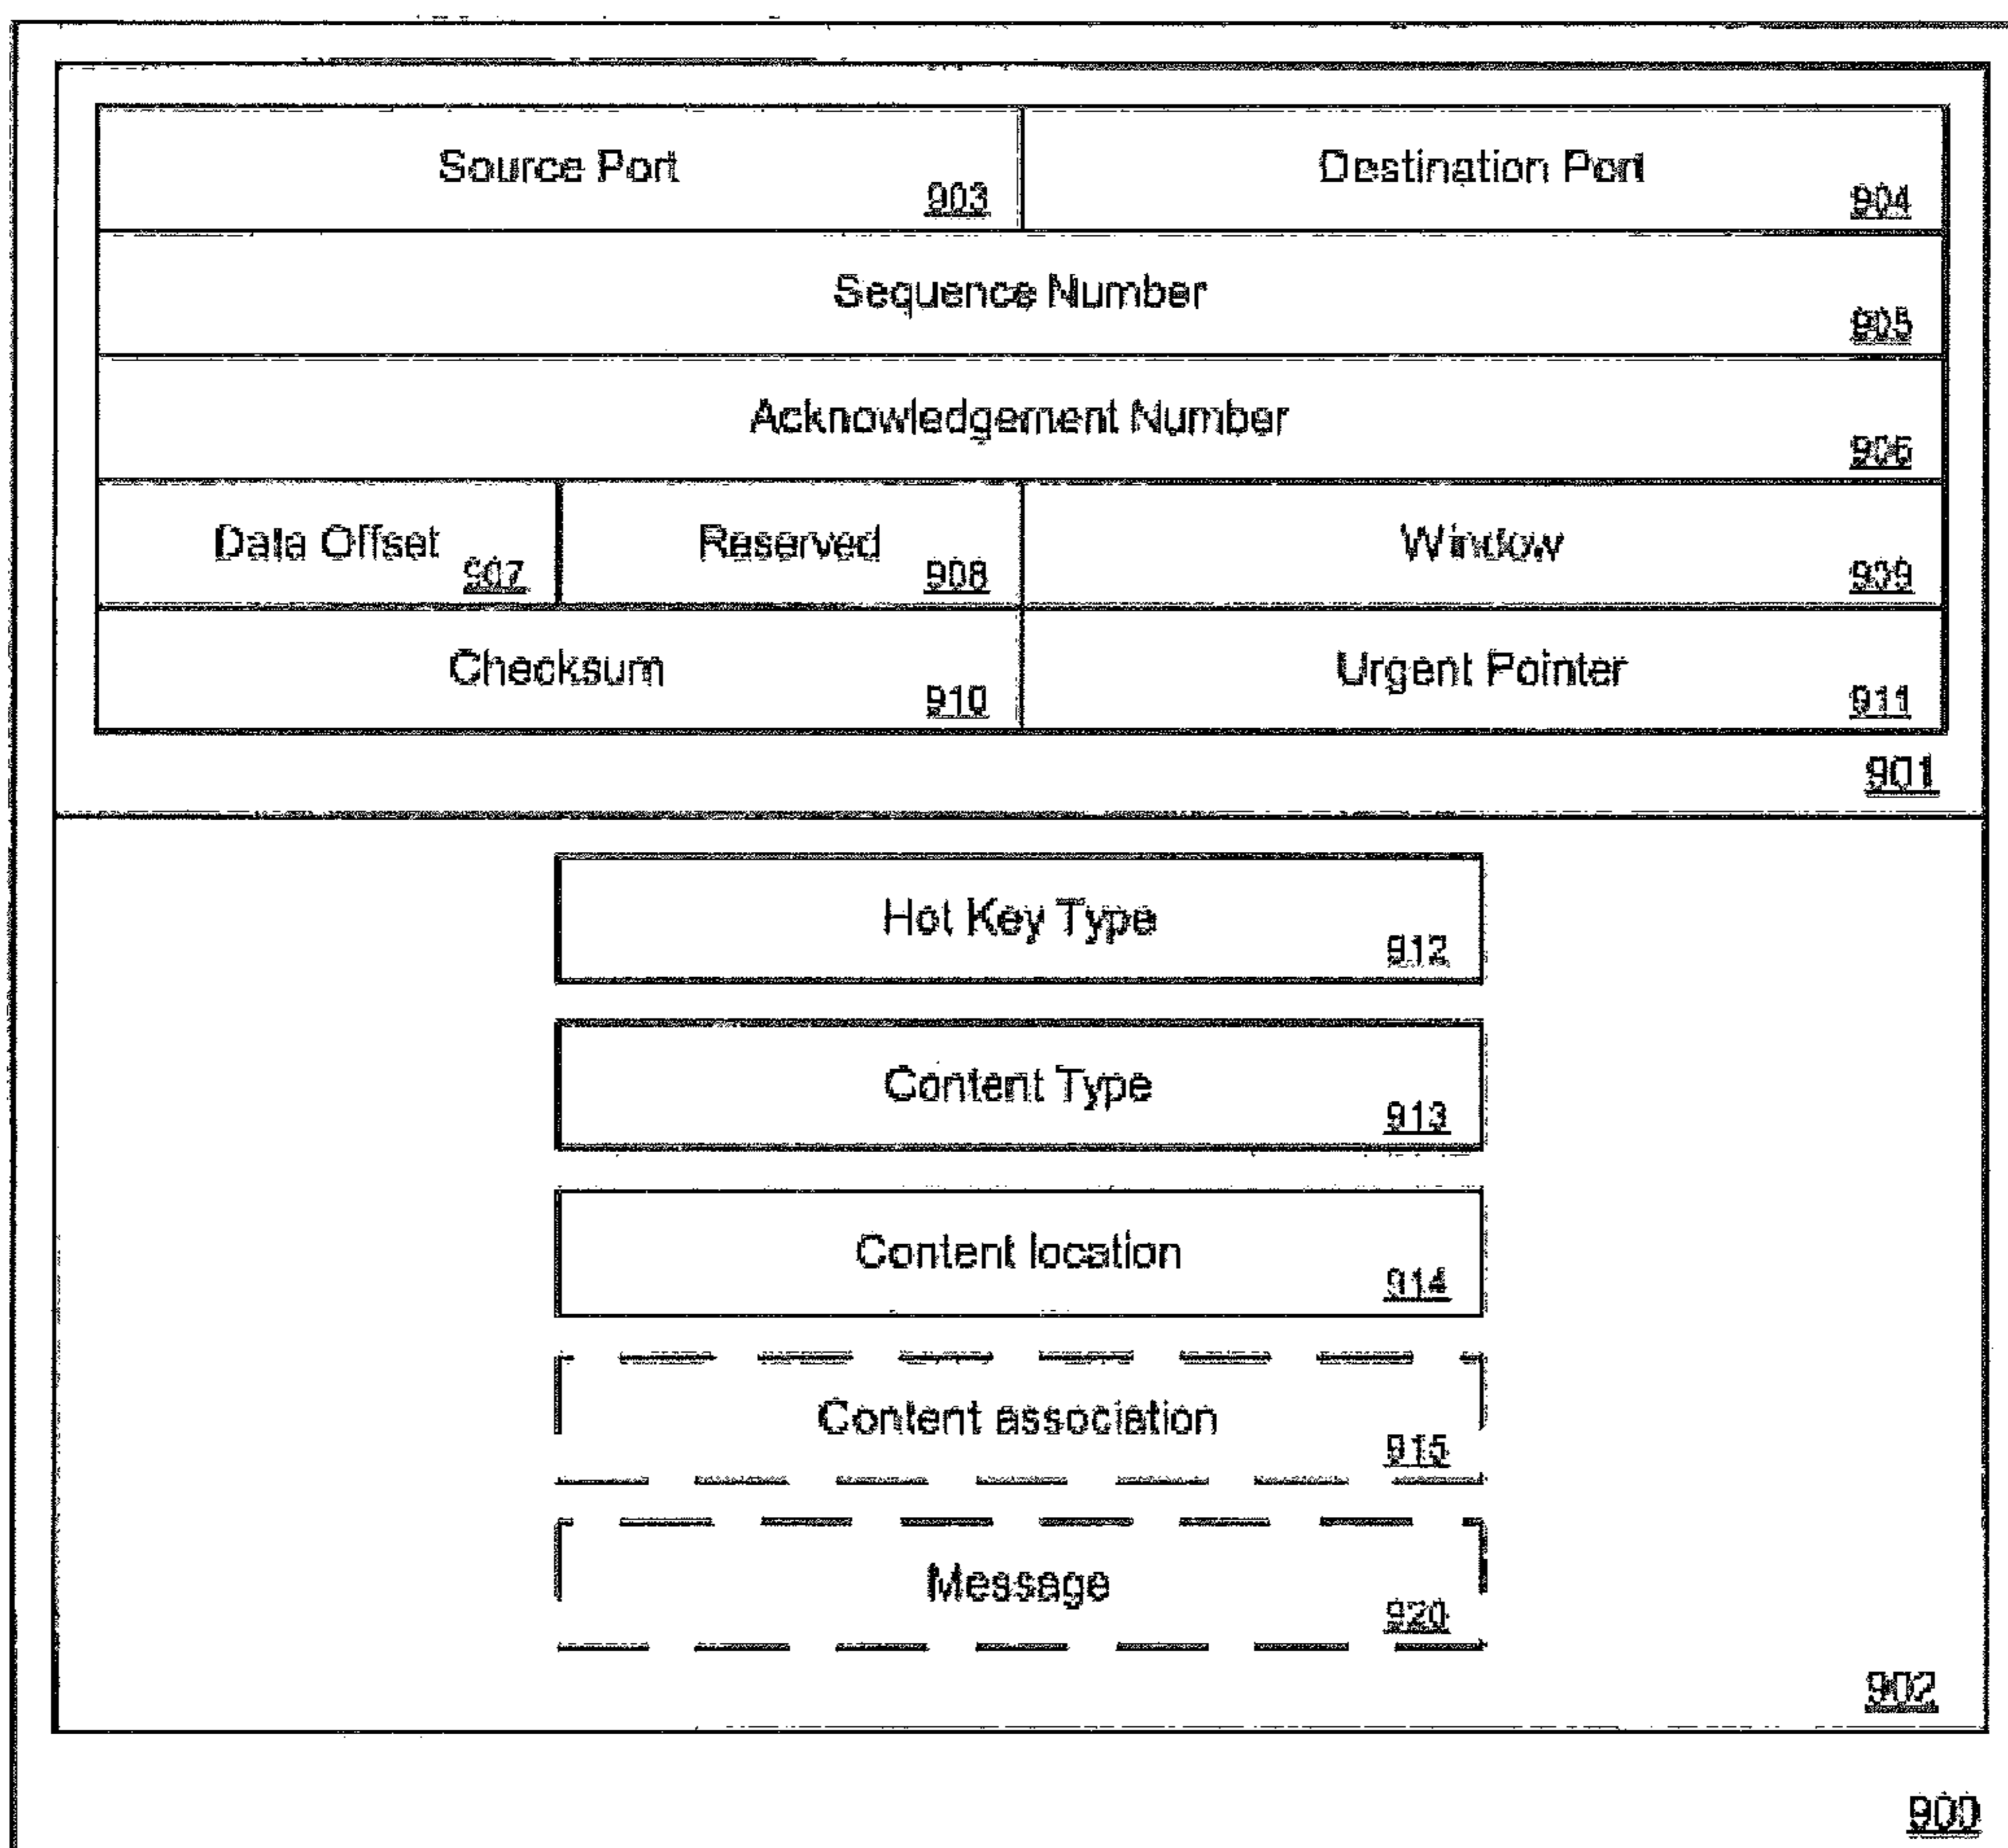 Source Port
903
Destination Port
904
Sequence Number
905
Acknowledgement Number
906
Data Offset
907
Reserved
908
Window
909
Checksum
910
Urgent Pointer
911
901
Hot Key Type
912
Content Type
913
Content location
914
Content association
915
Message
920
902
900